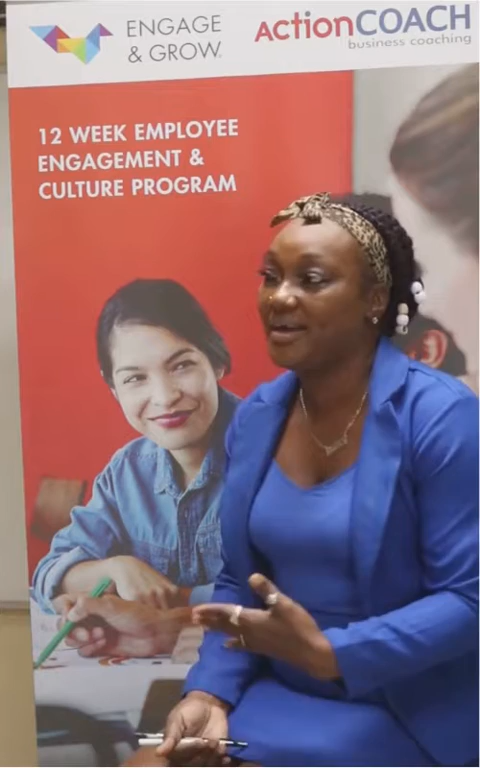 ENGAGE
& GROW®
ActionCOACH
business coaching
12 WEEK EMPLOYEE
ENGAGEMENT &
CULTURE PROGRAM